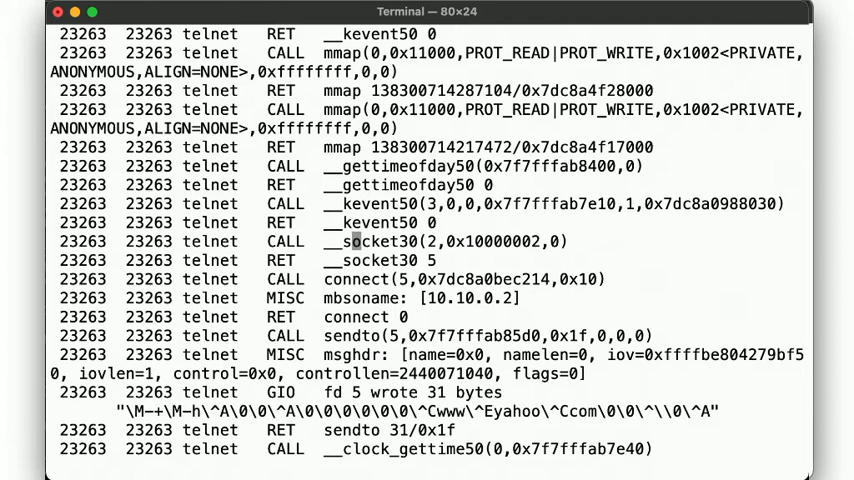 Terminal — 80×24
23263  23263 telnet   RET   __kevent50 0
23263  23263 telnet   CALL  mmap(0,0x11000,PROT_READ|PROT_WRITE,0x1002<PRIVATE,
ANONYMOUS,ALIGN=NONE>,0xffffffff,0,0)
23263  23263 telnet   RET   mmap 138300714287104/0x7dc8a4f28000
23263  23263 telnet   CALL  mmap(0,0x11000,PROT_READ|PROT_WRITE,0x1002<PRIVATE,
ANONYMOUS,ALIGN=NONE>,0xffffffff,0,0)
23263  23263 telnet   RET   mmap 138300714217472/0x7dc8a4f17000
23263  23263 telnet   CALL  __gettimeofday50(0x7f7fffab8400,0)
23263  23263 telnet   RET   __gettimeofday50 0
23263  23263 telnet   CALL  __kevent50(3,0,0,0x7f7fffab7e10,1,0x7dc8a0988030)
23263  23263 telnet   RET   __kevent50 0
23263  23263 telnet   CALL  __socket30(2,0x10000002,0)
23263  23263 telnet   RET   __socket30 5
23263  23263 telnet   CALL  connect(5,0x7dc8a0bec214,0x10)
23263  23263 telnet   MISC  mbsoname: [10.10.0.2]
23263  23263 telnet   RET   connect 0
23263  23263 telnet   CALL  sendto(5,0x7f7fffab85d0,0x1f,0,0,0)
23263  23263 telnet   MISC  msghdr: [name=0x0, namelen=0, iov=0xffffbe804279bf5
0, iovlen=1, control=0x0, controllen=2440071040, flags=0]
23263  23263 telnet   GIO   fd 5 wrote 31 bytes
"\M-+\M-h\^A\0\0\^A\0\0\0\0\0\0\^Cwww\^Eyahoo\^Ccom\0\0\^\\0\^A"
23263  23263 telnet   RET   sendto 31/0x1f
23263  23263 telnet   CALL  __clock_gettime50(0,0x7f7fffab7e40)